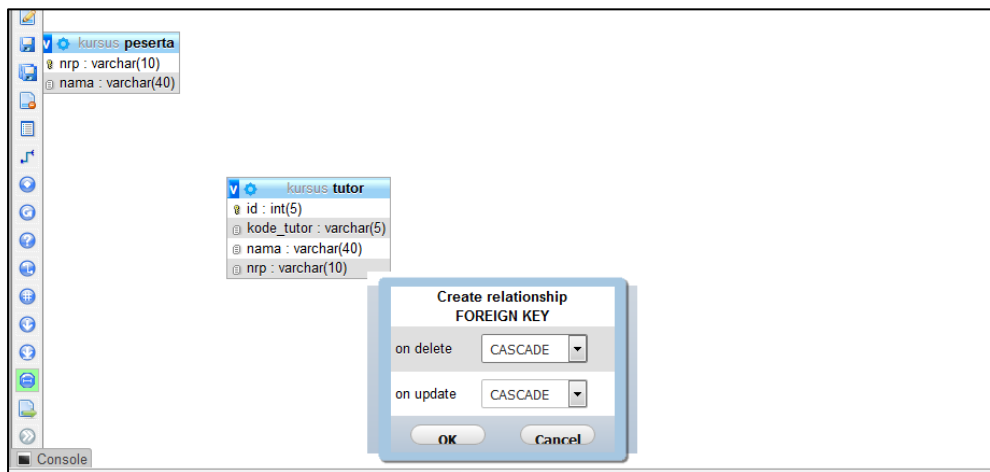 v kursus peserta
nrp : varchar(10)
nama : varchar(40)
v kursus tutor
id : int(5)
kode_tutor : varchar(5)
nama : varchar(40)
nrp : varchar(10)
Create relationship
FOREIGN KEY
on delete CASCADE
on update CASCADE
OK Cancel
Console